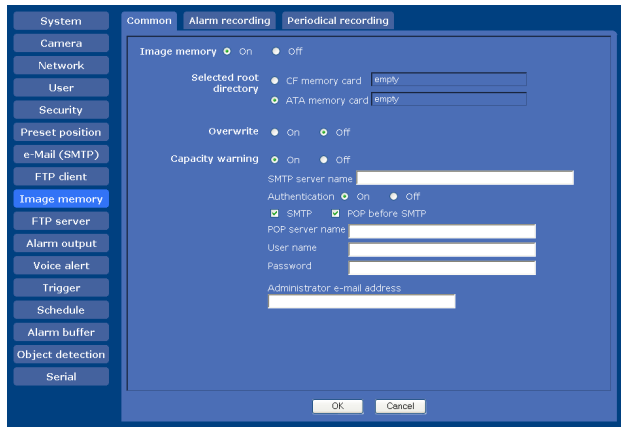 System
Camera
Network
User
Security
Preset position
e-Mail (SMTP)
FTP client
Image memory
FTP server
Alarm output
Voice alert
Trigger
Schedule
Alarm buffer
Object detection
Serial
Common Alarm recording Periodical recording
Image memory On Off
Selected root directory
CF memory card empty
ATA memory card empty
Overwrite On Off
Capacity warning On Off
SMTP server name
Authentication On Off
SMTP POP before SMTP
POP server name
User name
Password
Administrator e-mail address
OK Cancel